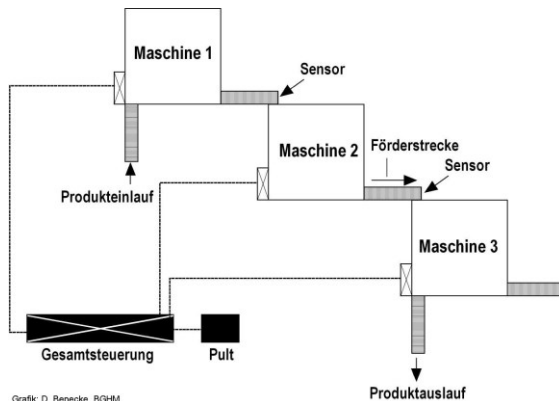 Maschine 1
Sensor
Maschine 2
Förderstrecke
Sensor
Produkteinlauf
Maschine 3
Gesamtsteuerung
Pult
Produktauslauf
Grafik: D. Benecke, BGHM